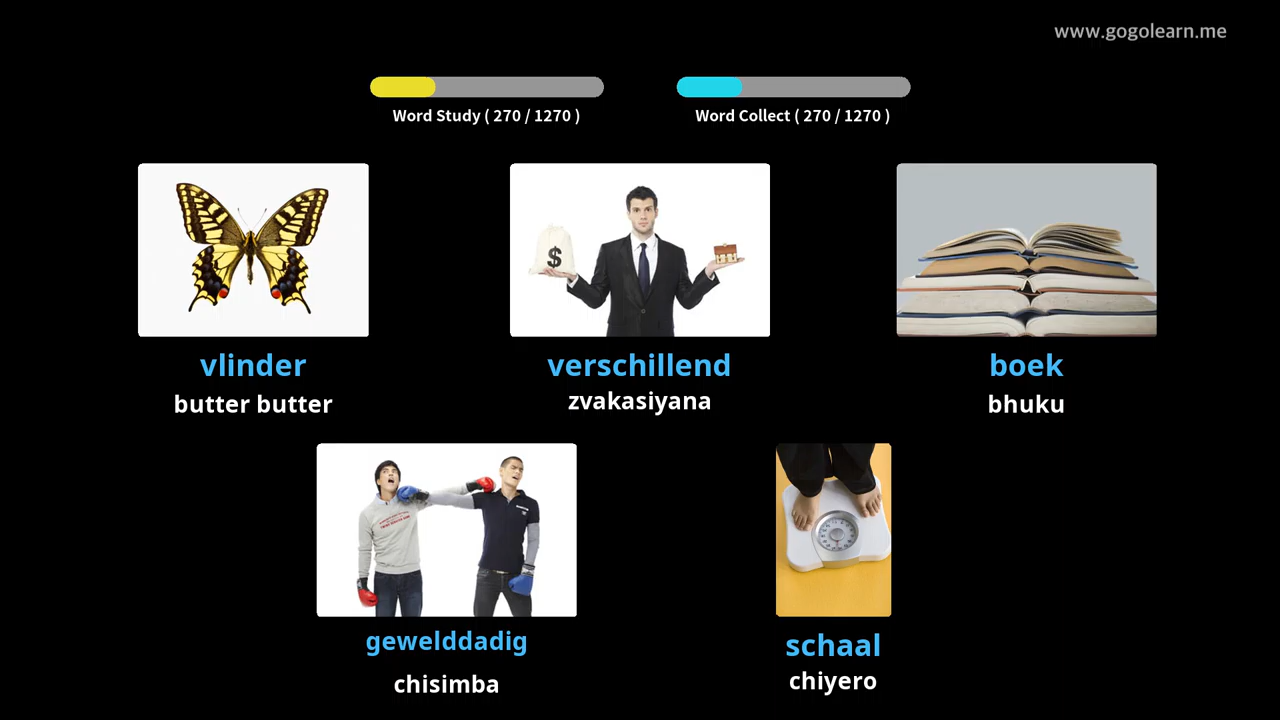 www.gogolearn.me
Word Study ( 270 / 1270 )
Word Collect ( 270 / 1270 )
$
vlinder
verschillend
boek
butter butter
zvakasiyana
bhuku
gewelddadig
schaal
chisimba
chiyero